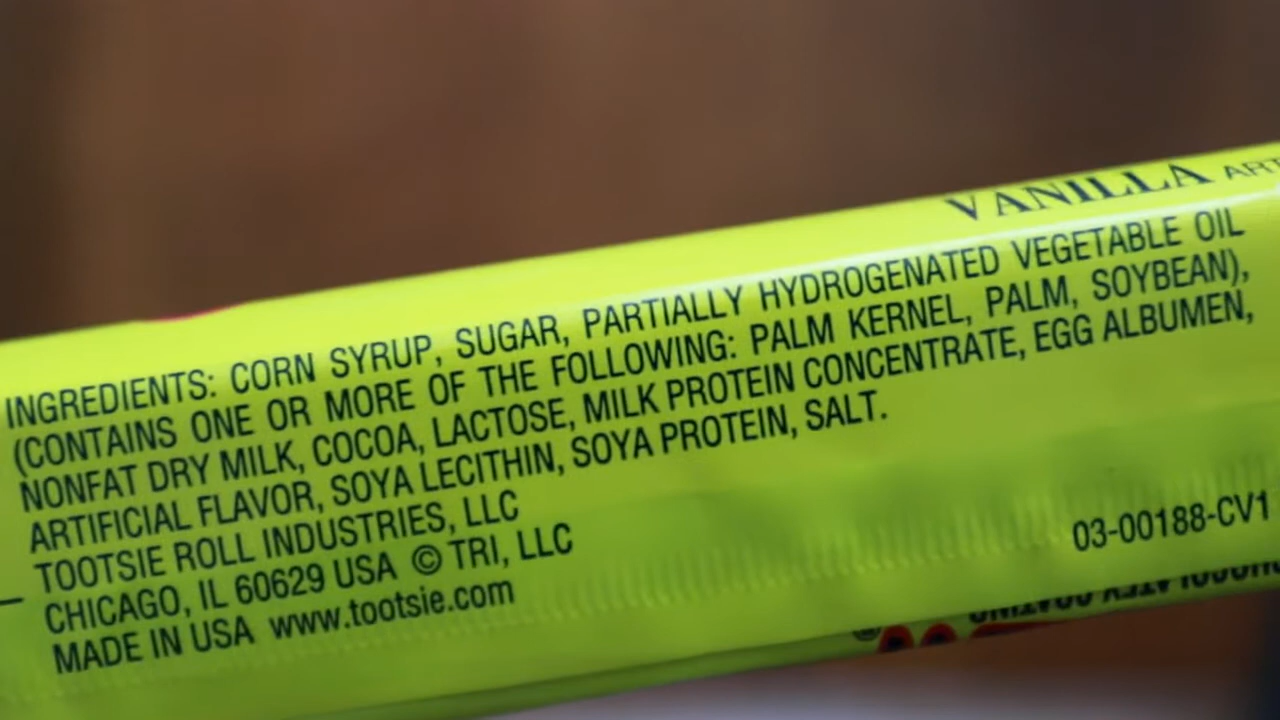 VANILLA
INGREDIENTS: CORN SYRUP, SUGAR, PARTIALLY HYDROGENATED VEGETABLE OIL
(CONTAINS ONE OR MORE OF THE FOLLOWING: PALM KERNEL, PALM, SOYBEAN),
NONFAT DRY MILK, COCOA, LACTOSE, MILK PROTEIN CONCENTRATE, EGG ALBUMEN,
ARTIFICIAL FLAVOR, SOYA LECITHIN, SOYA PROTEIN, SALT.
TOOTSIE ROLL INDUSTRIES, LLC
CHICAGO, IL 60629 USA © TRI, LLC
MADE IN USA www.tootsie.com
03-00188-CV1